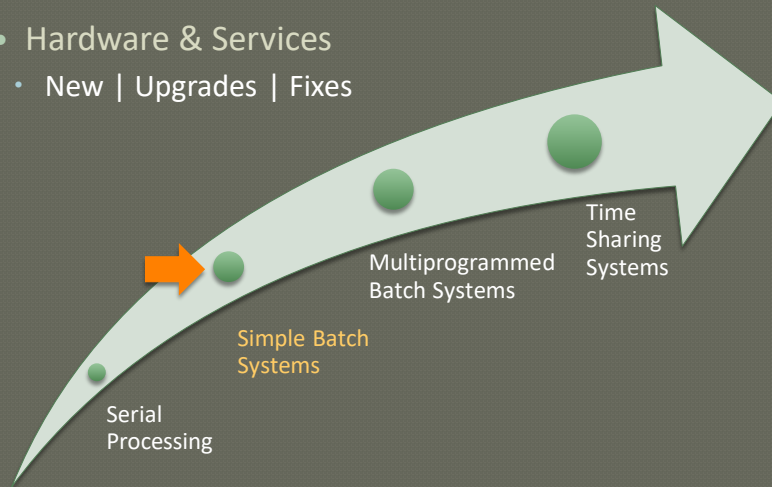 • Hardware & Services
• New | Upgrades | Fixes
Time
Sharing
Systems
Multiprogrammed
Batch Systems
Simple Batch
Systems
Serial
Processing